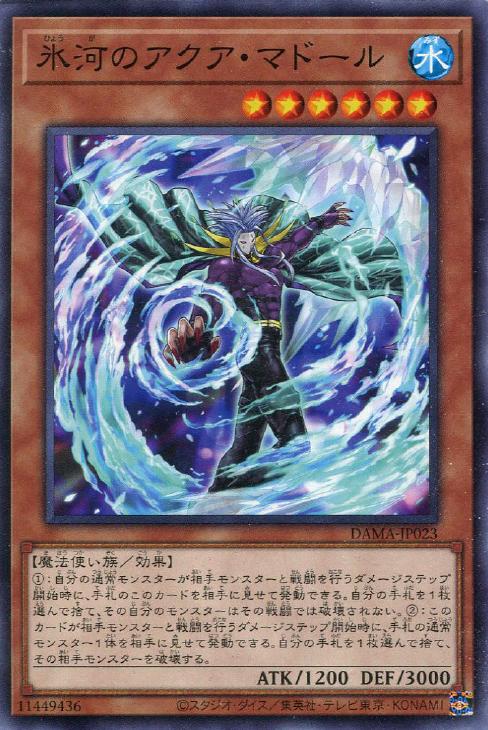 氷河のアクア・マドール
水
DAMA-JP023
【魔法使い族／効果】
①：自分の通常モンスターが相手モンスターと戦闘を行うダメージステップ
開始時に、手札のこのカードを相手に見せて発動できる。自分の手札を１枚
選んで捨て、その自分のモンスターはその戦闘では破壊されない。②：この
カードが相手モンスターと戦闘を行うダメージステップ開始時に、手札の通常
モンスター１体を相手に見せて発動できる。自分の手札を１枚選んで捨て、
その相手モンスターを破壊する。
ATK/1200 DEF/3000
11449436
©スタジオ・ダイス／集英社・テレビ東京・KONAMI